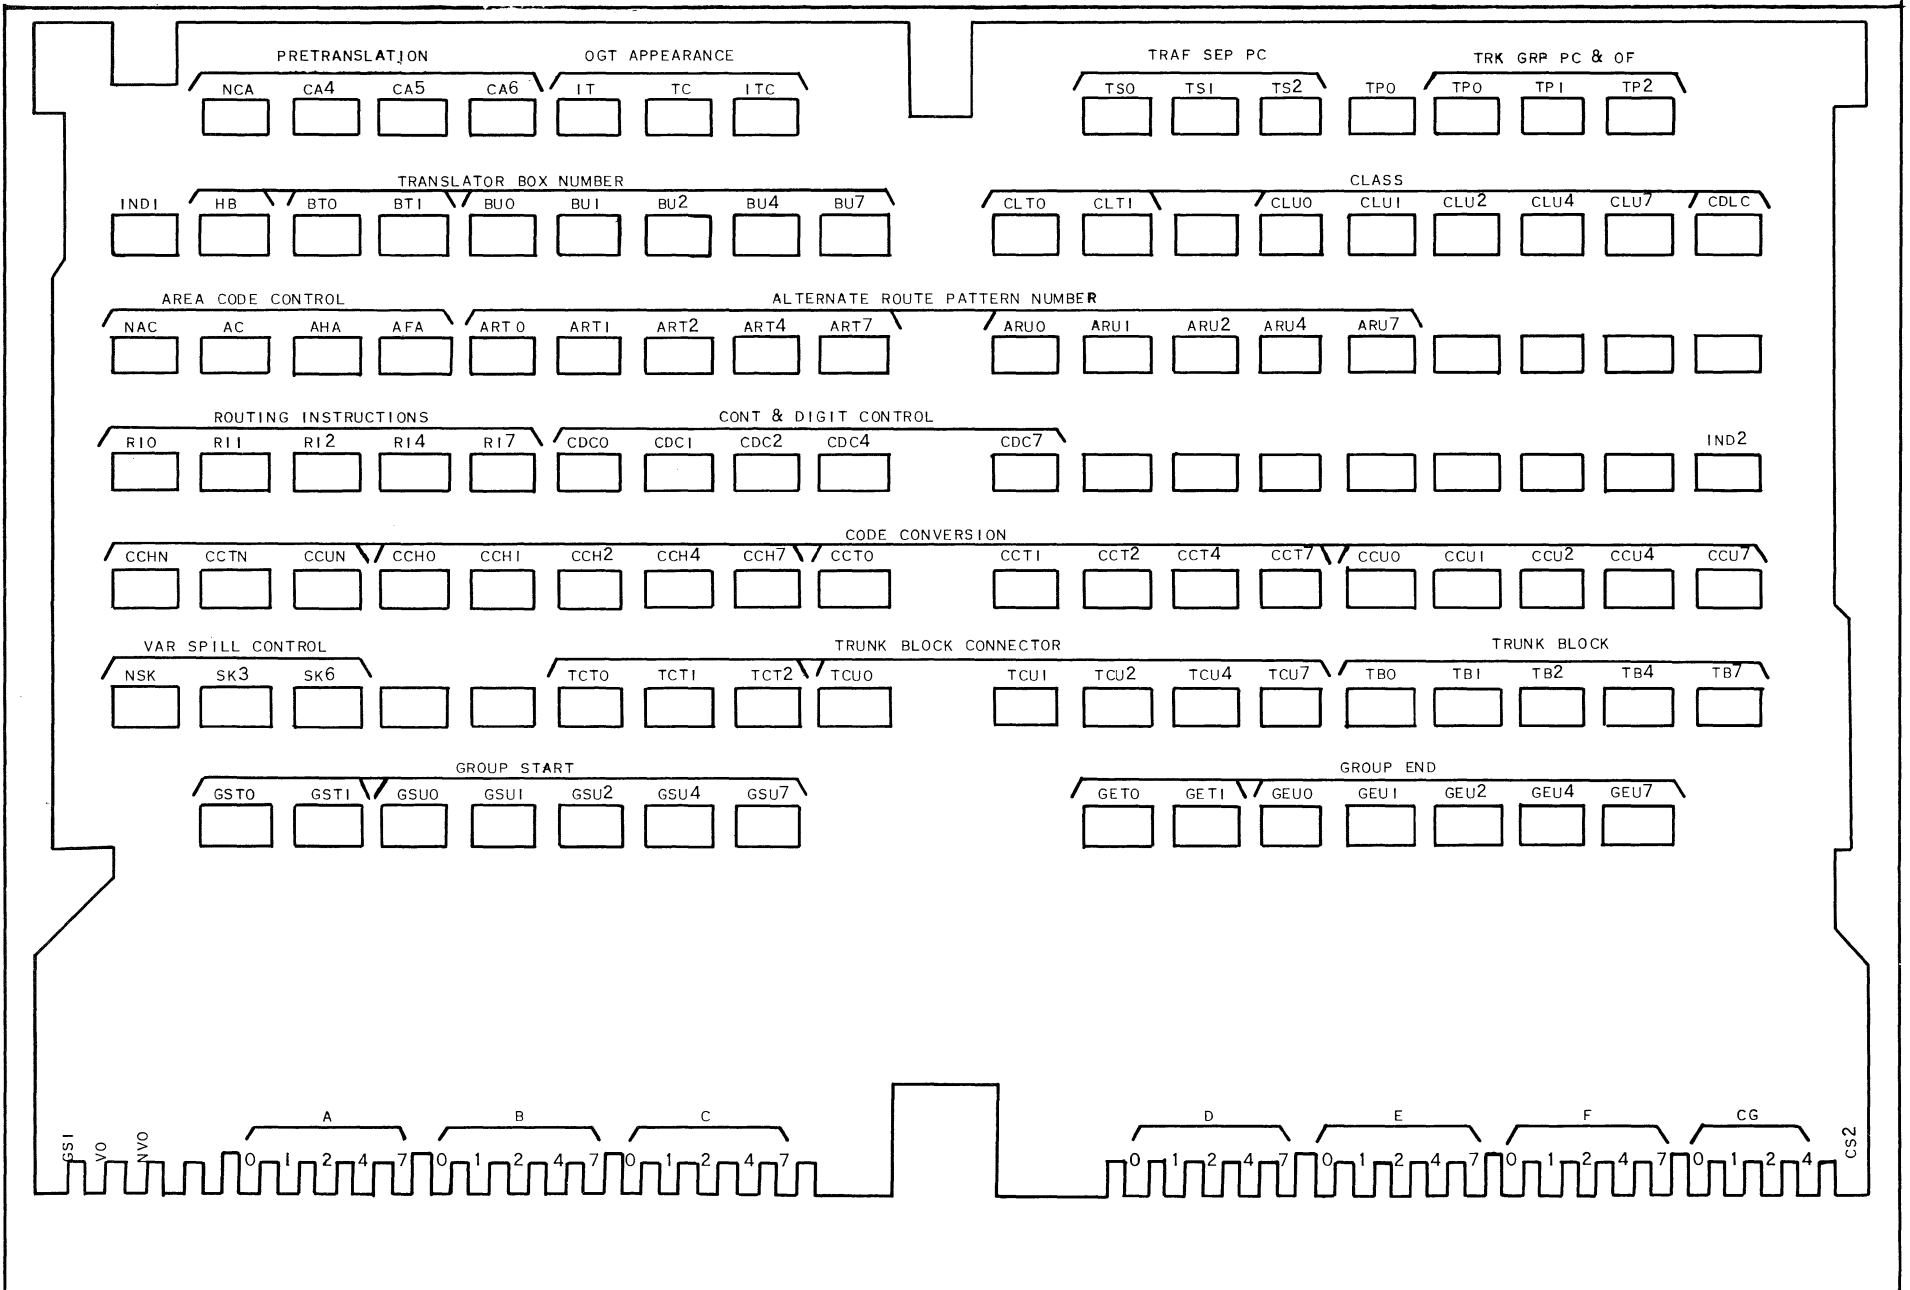 PRETRANSLATION OGT APPEARANCE TRAF SEP PC TRK GRP PC & OF
NCA CA4 CA5 CA6 IT TC ITC TS0 TS1 TS2 TP0 TP0 TP1 TP2
TRANSLATOR BOX NUMBER CLASS
IND1 HB BT0 BT1 BU0 BU1 BU2 BU4 BU7 CLT0 CLT1 CLU0 CLU1 CLU2 CLU4 CLU7 CDLC
AREA CODE CONTROL ALTERNATE ROUTE PATTERN NUMBER
NAC AC AHA AFA ART0 ART1 ART2 ART4 ART7 ARU0 ARU1 ARU2 ARU4 ARU7
ROUTING INSTRUCTIONS CONT & DIGIT CONTROL
RI0 RI1 RI2 RI4 RI7 CDC0 CDC1 CDC2 CDC4 CDC7 IND2
CODE CONVERSION
CCHN CCTN CCUN CCH0 CCH1 CCH2 CCH4 CCH7 CCT0 CCT1 CCT2 CCT4 CCT7 CCU0 CCU1 CCU2 CCU4 CCU7
VAR SPILL CONTROL TRUNK BLOCK CONNECTOR TRUNK BLOCK
NSK SK3 SK6 TCT0 TCT1 TCT2 TCU0 TCU1 TCU2 TCU4 TCU7 TB0 TB1 TB2 TB4 TB7
GROUP START GROUP END
GST0 GST1 GSU0 GSU1 GSU2 GSU4 GSU7 GET0 GET1 GEU0 GEU1 GEU2 GEU4 GEU7
A B C D E F CG
GS1 VO NVO 0 1 2 4 7 0 1 2 4 7 0 1 2 4 7 0 1 2 4 7 0 1 2 4 7 0 1 2 4 7 0 1 2 4 CS2